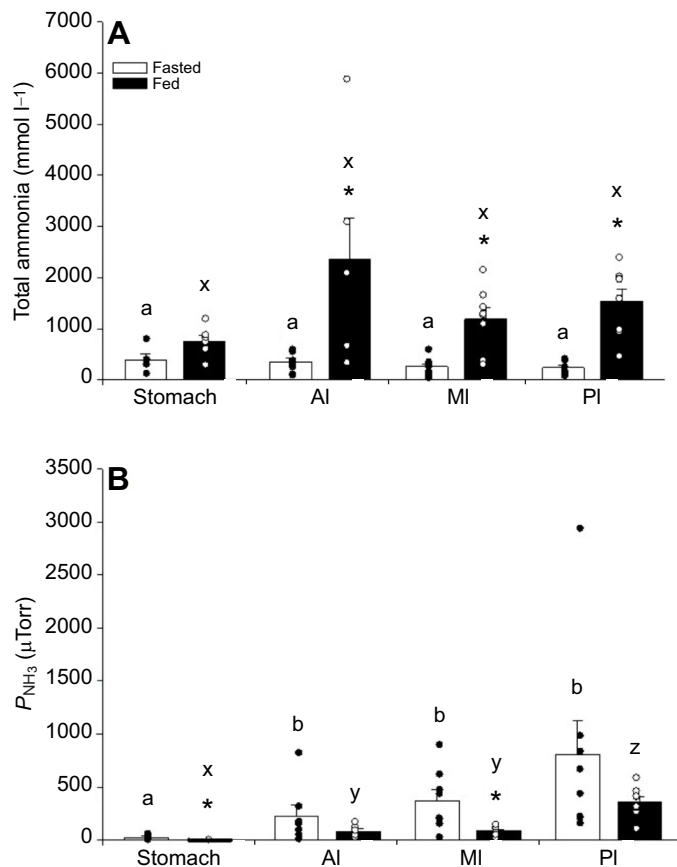 A
Total ammonia (mmol l–1)
7000
6000
5000
4000
3000
2000
1000
0
Fasted
Fed
a x a x * a x * a x *
Stomach AI MI PI
B
PNH3 (μTorr)
3500
3000
2500
2000
1500
1000
500
0
a x * b y b y * b z
Stomach AI MI PI